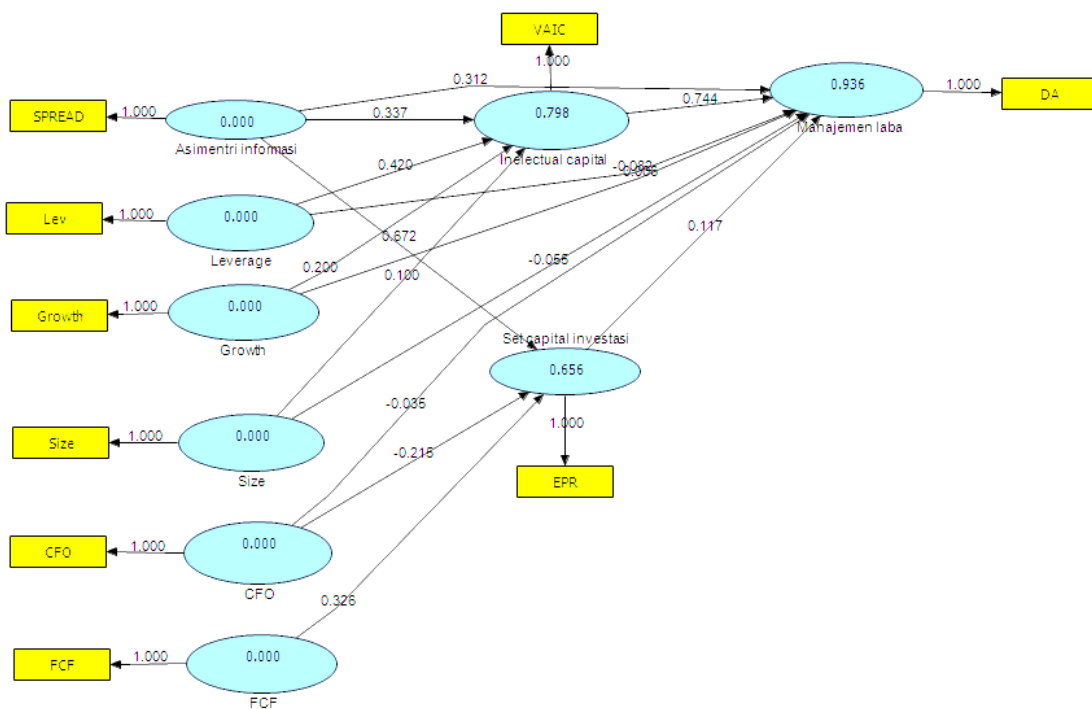 VAIC
1.000
0.936
1.000
DA
Manajemen laba
0.312
0.744
SPREAD
1.000
0.000
Asimentri informasi
0.337
0.798
Inelectual capital
0.420
-0.082
Lev
1.000
0.000
Leverage
0.672
0.117
0.200
0.100
-0.055
Growth
1.000
0.000
Growth
Set capital investasi
0.656
1.000
EPR
-0.035
Size
1.000
0.000
Size
-0.215
CFO
1.000
0.000
CFO
0.326
FCF
1.000
0.000
FCF